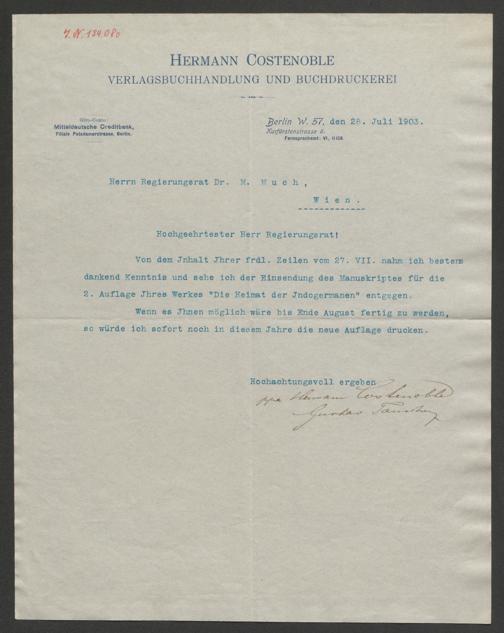 J. N. 134.080
HERMANN COSTENOBLE
VERLAGSBUCHHANDLUNG UND BUCHDRUCKEREI
Giro-Conto:
Mitteldeutsche Creditbank,
Filiale Potsdamerstrasse, Berlin.
Berlin W. 57, den 28. Juli 1903.
Kurfürstenstrasse 6.
Fernsprechamt: VI,
Herrn Regierungsrat Dr. M. Much,
Wien.
Hochgeehrtester Herr Regierungsrat!
Von dem Jnhalt Jhrer frdl. Zeilen vom 27. VII. nahm ich bestens
dankend Kenntnis und sehe ich der Einsendung des Manuskriptes für die
2. Auflage Jhres Werkes "Die Heimat der Jndogermanen" entgegen.
Wenn es Jhnen möglich wäre bis Ende August fertig zu werden,
so würde ich sofort noch in diesem Jahre die neue Auflage drucken.
Hochachtungsvoll ergeben
ppa Hermann Costenoble
Gustav